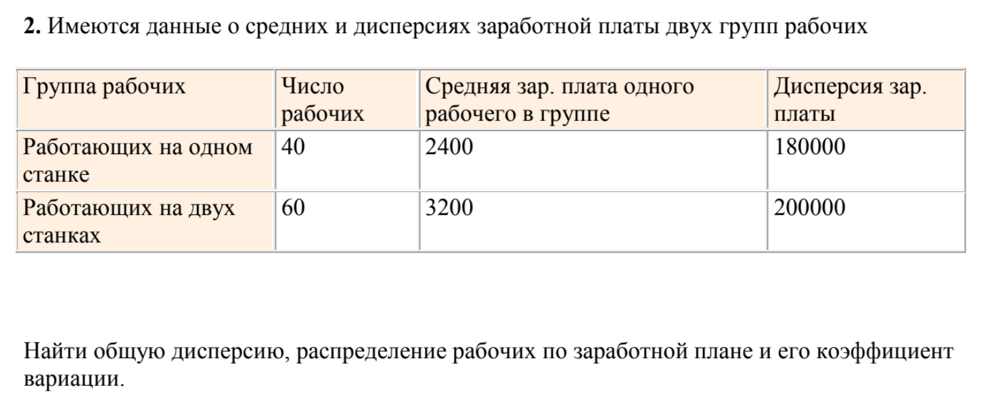 2. Имеются данные о средних и дисперсиях заработной платы двух групп рабочих
Группа рабочих Число Средняя зар. плата одного Дисперсия зар.
рабочих рабочего в группе платы
Работающих на одном 40 2400 180000
станке
Работающих на двух 60 3200 200000
станках
Найти общую дисперсию, распределение рабочих по заработной плане и его коэффициент
вариации.